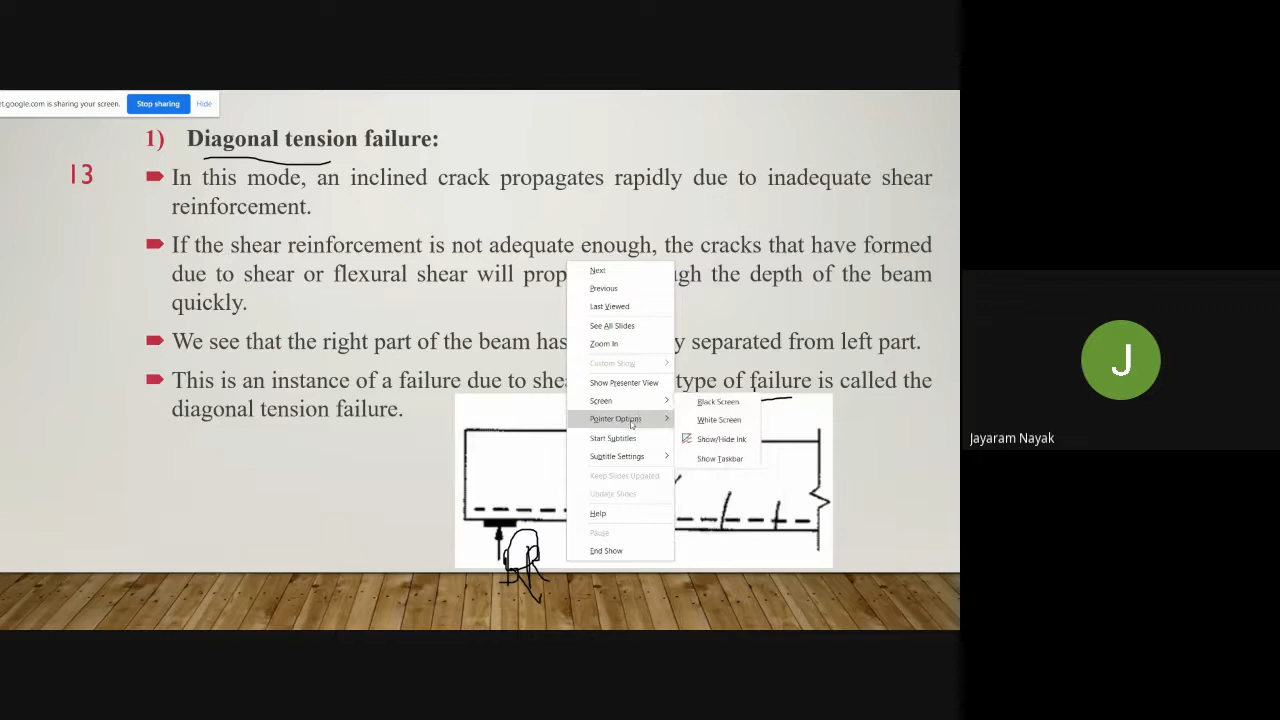 et.google.com is sharing your screen. Stop sharing Hide
1) Diagonal tension failure:
13
In this mode, an inclined crack propagates rapidly due to inadequate shear
reinforcement.
If the shear reinforcement is not adequate enough, the cracks that have formed
due to shear or flexural shear will prop gh the depth of the beam
quickly.
We see that the right part of the beam has y separated from left part.
This is an instance of a failure due to she type of failure is called the
diagonal tension failure.
Next
Previous
Last Viewed
See All Slides
Zoom In
Custom Show
Show Presenter View
Screen
Pointer Options
Start Subtitles
Subtitle Settings
Keep Slides Updated
Update Slides
Help
Pause
End Show
Black Screen
White Screen
Show/Hide Ink
Show Taskbar
R
J
Jayaram Nayak